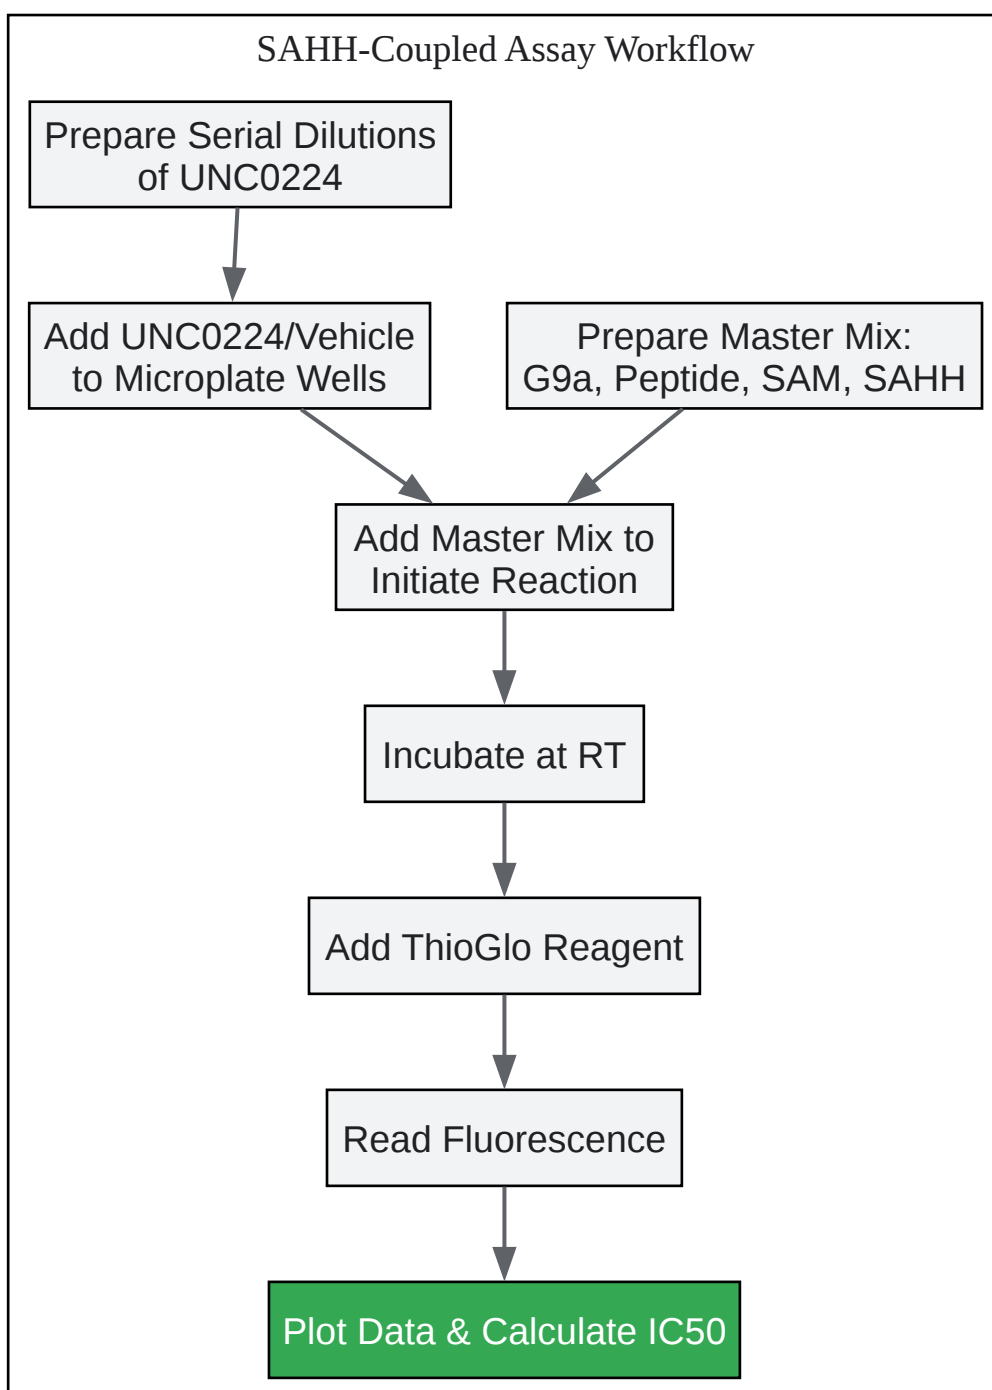 SAHH-Coupled Assay Workflow
Prepare Serial Dilutions
of UNC0224
Add UNC0224/Vehicle
to Microplate Wells
Prepare Master Mix:
G9a, Peptide, SAM, SAHH
Add Master Mix to
Initiate Reaction
Incubate at RT
Add ThioGlo Reagent
Read Fluorescence
Plot Data & Calculate IC50